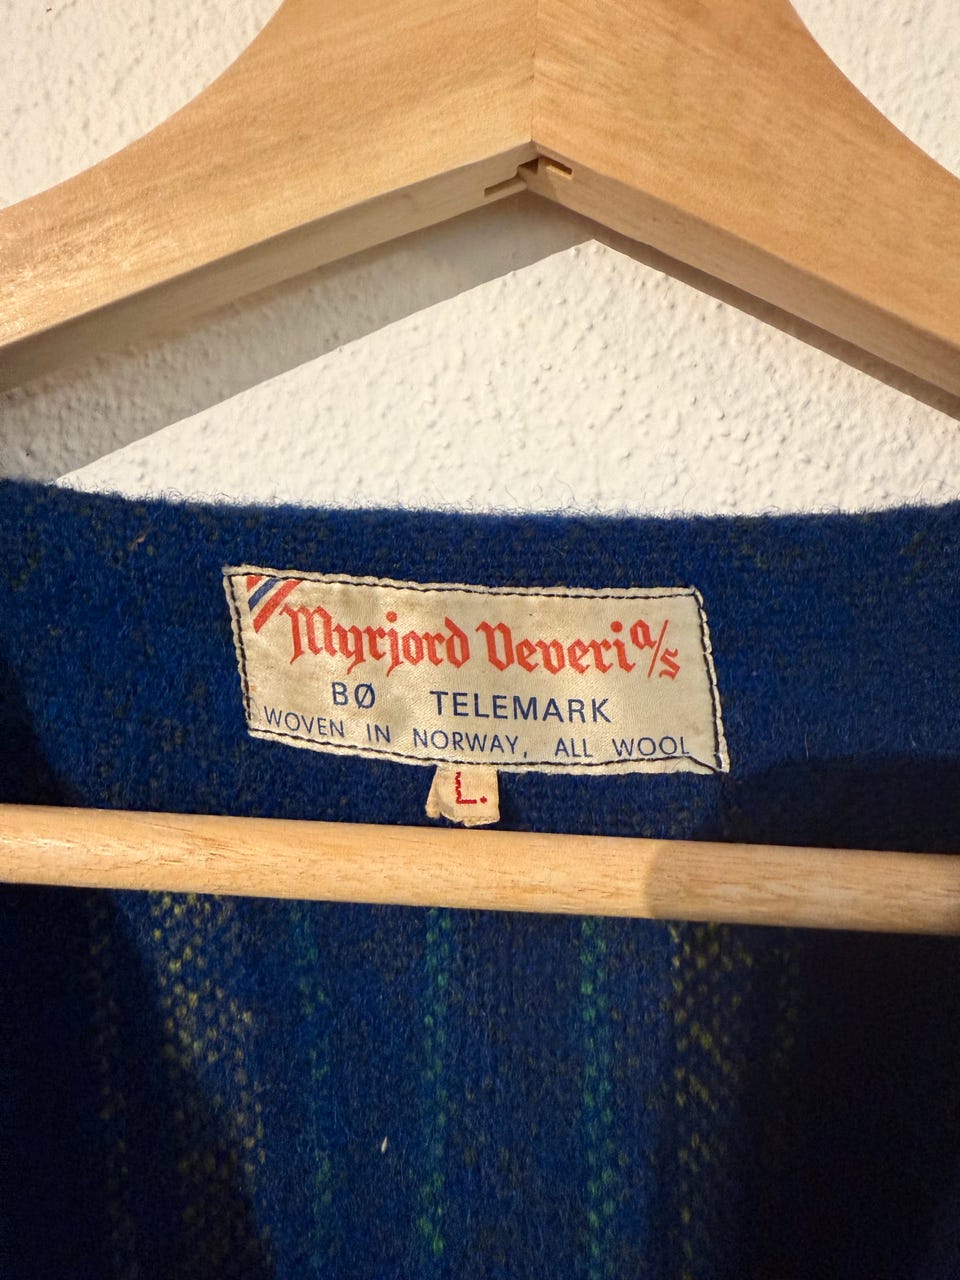 Myrjord Veveri a/s
BØ TELEMARK
WOVEN IN NORWAY, ALL WOOL
L.